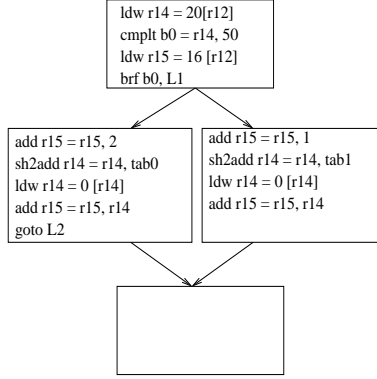 ldw r14 = 20[r12]
cmplt b0 = r14, 50
ldw r15 = 16 [r12]
brf b0, L1
add r15 = r15, 2
sh2add r14 = r14, tab0
ldw r14 = 0 [r14]
add r15 = r15, r14
goto L2
add r15 = r15, 1
sh2add r14 = r14, tab1
ldw r14 = 0 [r14]
add r15 = r15, r14